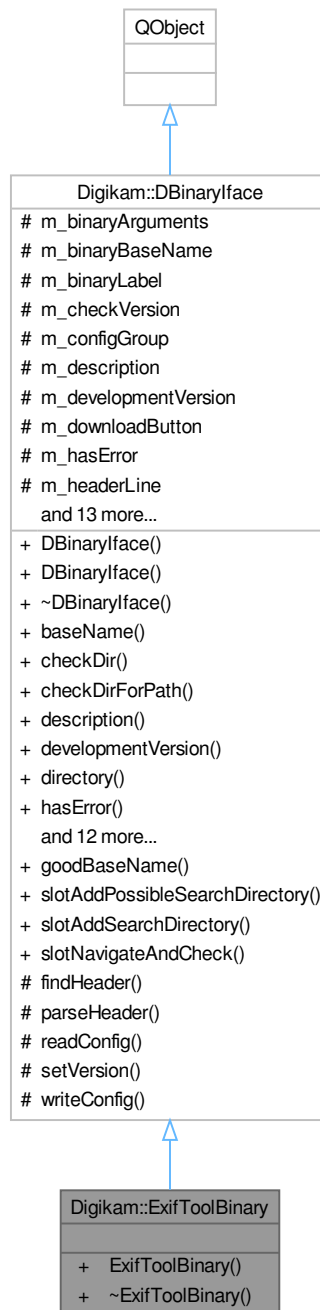 QObject
Digikam::DBinaryIface
# m_binaryArguments
# m_binaryBaseName
# m_binaryLabel
# m_checkVersion
# m_configGroup
# m_description
# m_developmentVersion
# m_downloadButton
# m_hasError
# m_headerLine
and 13 more...
+ DBinaryIface()
+ DBinaryIface()
+ ~DBinaryIface()
+ baseName()
+ checkDir()
+ checkDirForPath()
+ description()
+ developmentVersion()
+ directory()
+ hasError()
and 12 more...
+ goodBaseName()
+ slotAddPossibleSearchDirectory()
+ slotAddSearchDirectory()
+ slotNavigateAndCheck()
# findHeader()
# parseHeader()
# readConfig()
# setVersion()
# writeConfig()
Digikam::ExifToolBinary
+ ExifToolBinary()
+ ~ExifToolBinary()